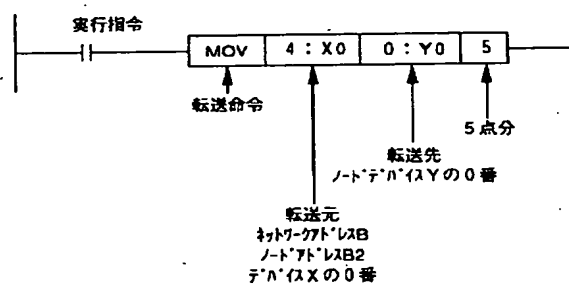 実行指令
MOV 4:X0 0:Y0 5
転送命令
5点分
転送先
ﾉｰﾄﾞﾃﾞﾊﾞｲｽYの0番
転送元
ﾈｯﾄﾜｰｸｱﾄﾞﾚｽB
ﾉｰﾄﾞｱﾄﾞﾚｽB2
ﾃﾞﾊﾞｲｽXの0番